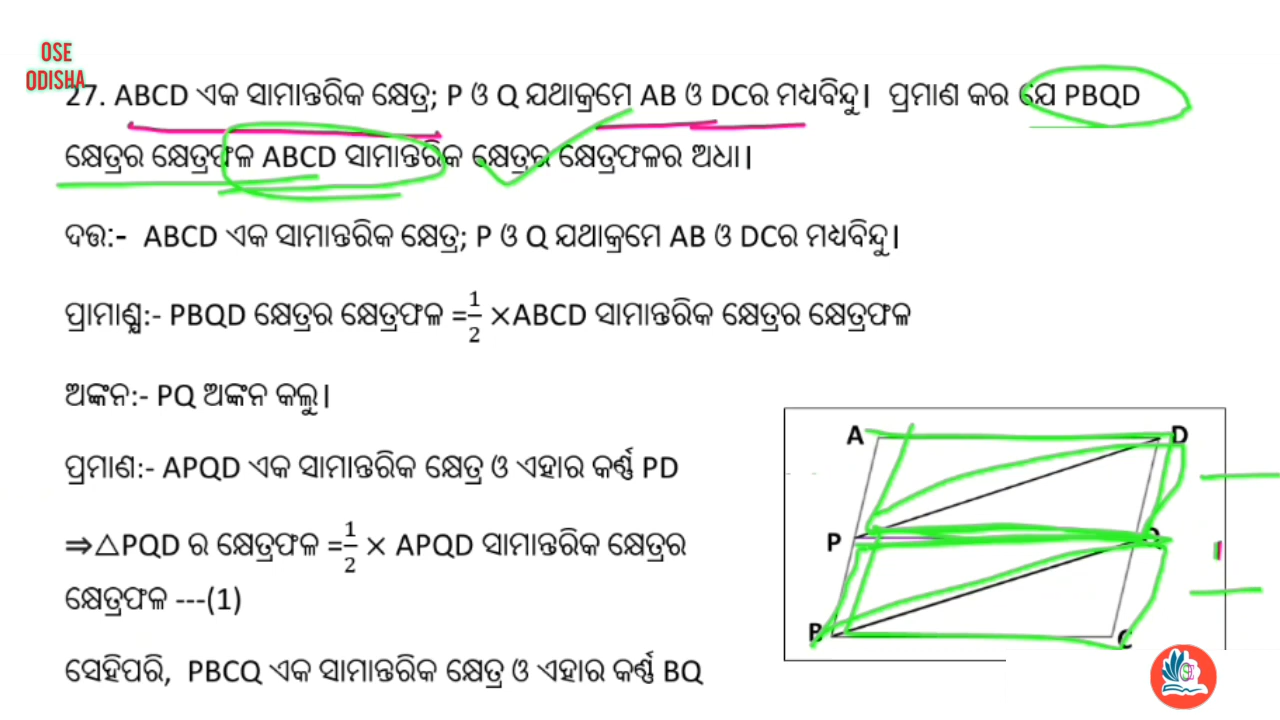 OSE
ODISHA
27. ABCD ଏକ ସାମାନ୍ତରିକ କ୍ଷେତ୍ର; P ଓ Q ଯଥାକ୍ରମେ AB ଓ DCର ମଧ୍ୟବିନ୍ଦୁ। ପ୍ରମାଣ କର ଯେ PBQD
କ୍ଷେତ୍ରର କ୍ଷେତ୍ରଫଳ ABCD ସାମାନ୍ତରିକ କ୍ଷେତ୍ରର କ୍ଷେତ୍ରଫଳର ଅଧା।
ଦତ୍ତ:- ABCD ଏକ ସାମାନ୍ତରିକ କ୍ଷେତ୍ର; P ଓ Q ଯଥାକ୍ରମେ AB ଓ DCର ମଧ୍ୟବିନ୍ଦୁ।
ପ୍ରାମାଣ୍ଯ:- PBQD କ୍ଷେତ୍ରର କ୍ଷେତ୍ରଫଳ =1/2 ×ABCD ସାମାନ୍ତରିକ କ୍ଷେତ୍ରର କ୍ଷେତ୍ରଫଳ
ଅଙ୍କନ:- PQ ଅଙ୍କନ କଲୁ।
ପ୍ରମାଣ:- APQD ଏକ ସାମାନ୍ତରିକ କ୍ଷେତ୍ର ଓ ଏହାର କର୍ଣ୍ଣ PD
⇒△PQD ର କ୍ଷେତ୍ରଫଳ =1/2 × APQD ସାମାନ୍ତରିକ କ୍ଷେତ୍ରର
କ୍ଷେତ୍ରଫଳ ---(1)
ସେହିପରି, PBCQ ଏକ ସାମାନ୍ତରିକ କ୍ଷେତ୍ର ଓ ଏହାର କର୍ଣ୍ଣ BQ
A D
P Q
B C